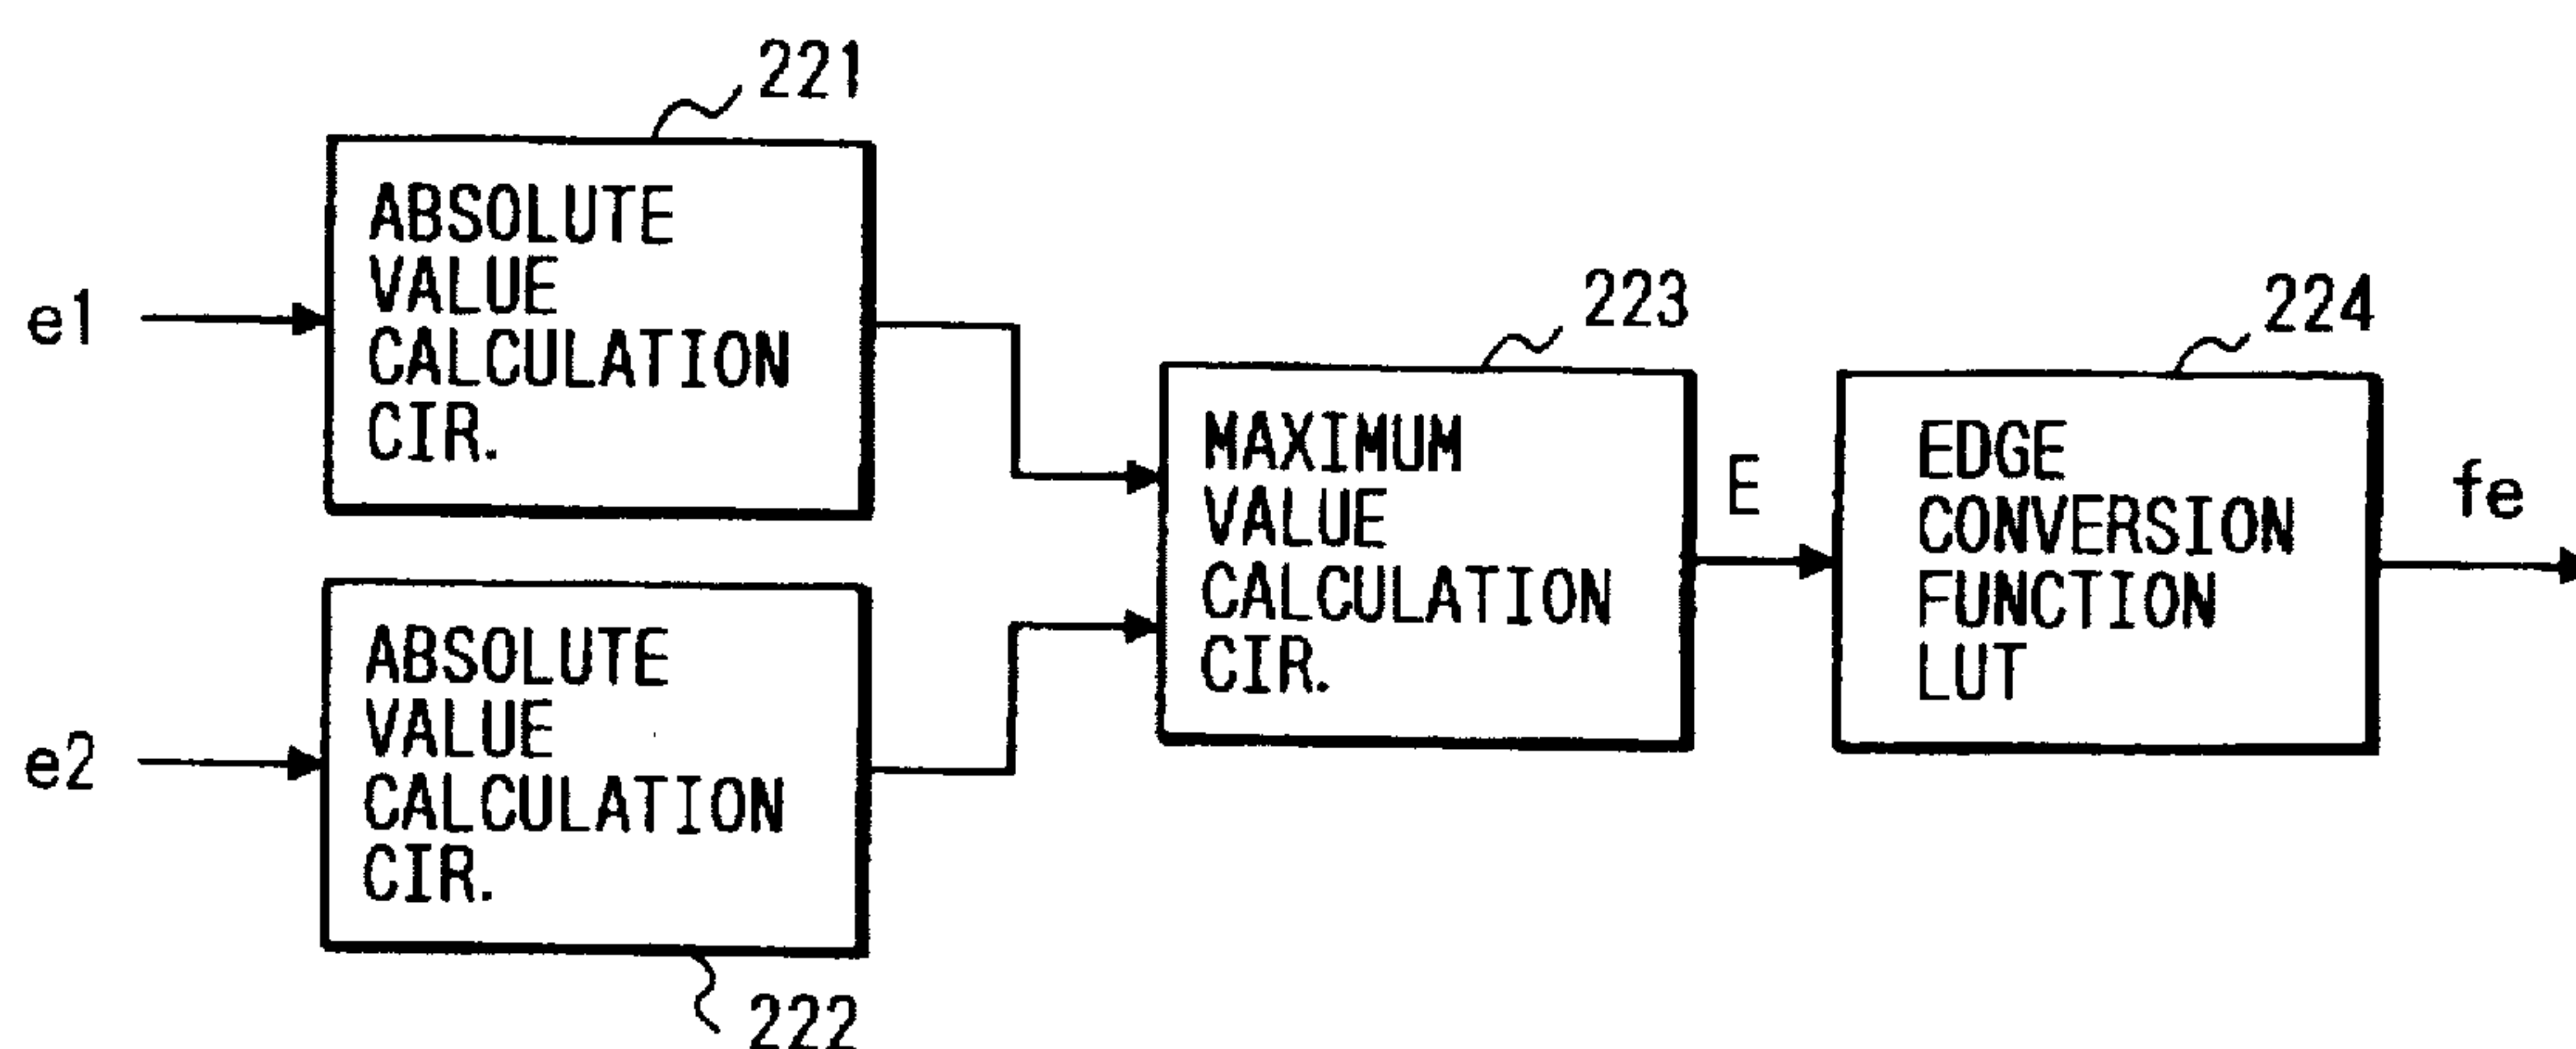 221
ABSOLUTE
VALUE
CALCULATION
CIR.
e1
223
MAXIMUM
VALUE
CALCULATION
CIR.
E
224
EDGE
CONVERSION
FUNCTION
LUT
fe
ABSOLUTE
VALUE
CALCULATION
CIR.
e2
222